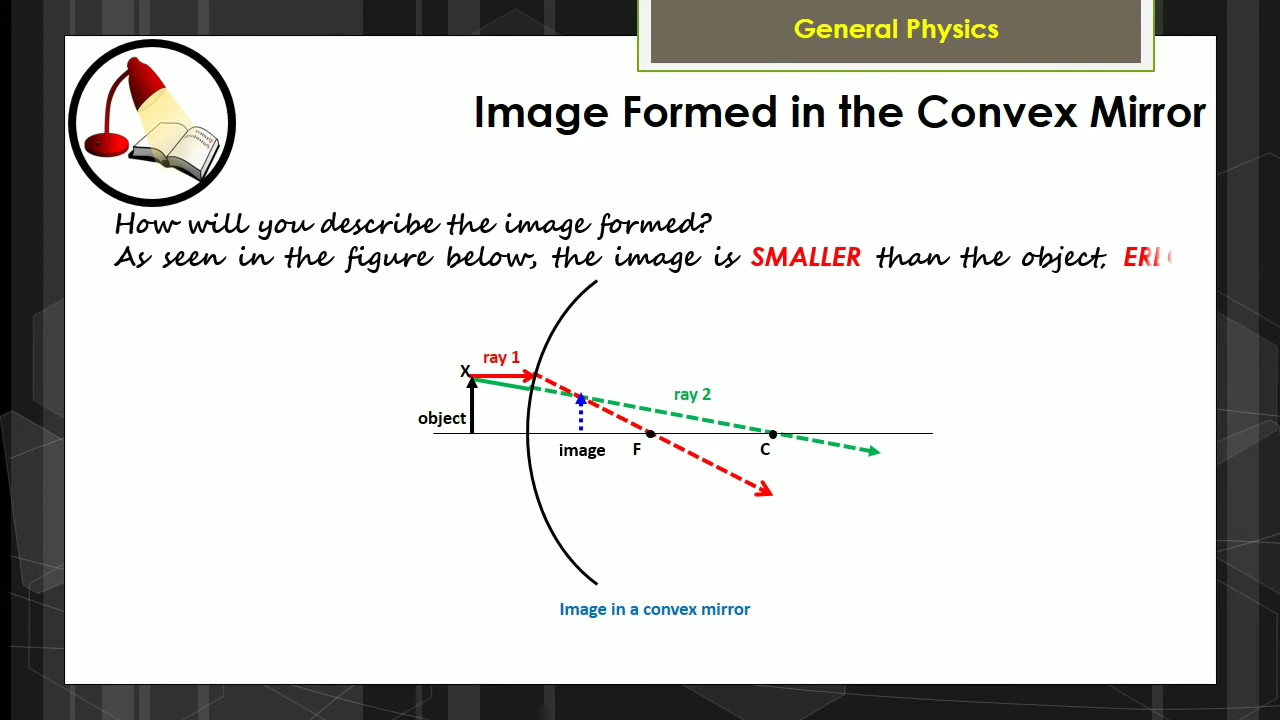 General Physics
Image Formed in the Convex Mirror
How will you describe the image formed?
As seen in the figure below, the image is SMALLER than the object,
ray 1
X
ray 2
object
image
F
C
Image in a convex mirror